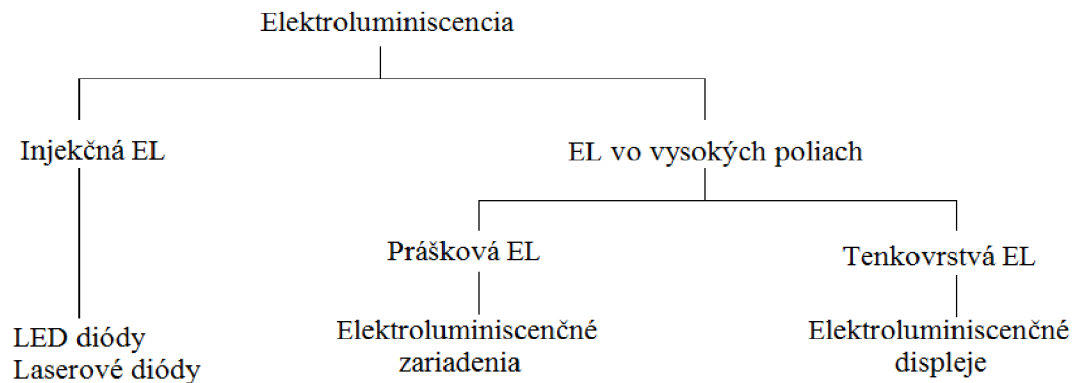 Elektroluminiscencia
Injekčná EL
EL vo vysokých poliach
Prášková EL
Tenkovrstvá EL
LED diódy
Laserové diódy
Elektroluminiscenčné
zariadenia
Elektroluminiscenčné
displeje